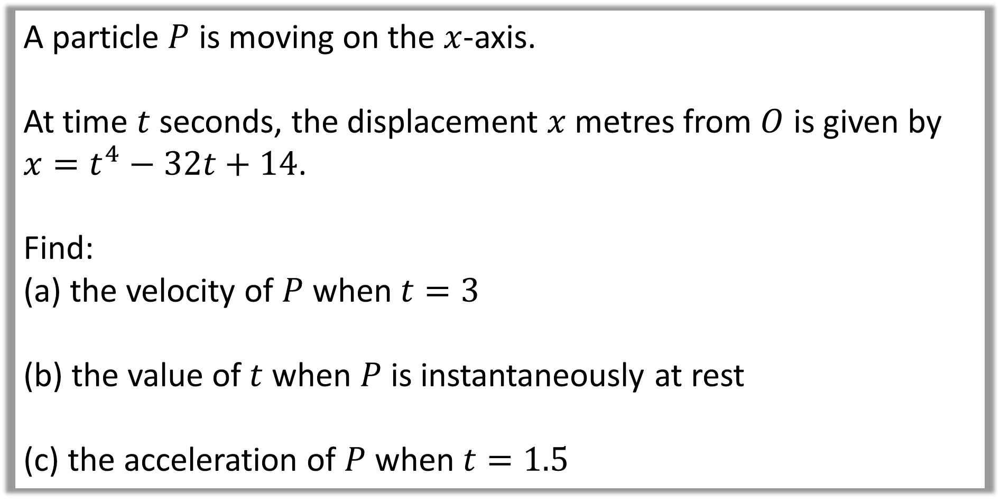 A particle P is moving on the x-axis.
At time t seconds, the displacement x metres from O is given by
x = t⁴ − 32t + 14.
Find:
(a) the velocity of P when t = 3
(b) the value of t when P is instantaneously at rest
(c) the acceleration of P when t = 1.5